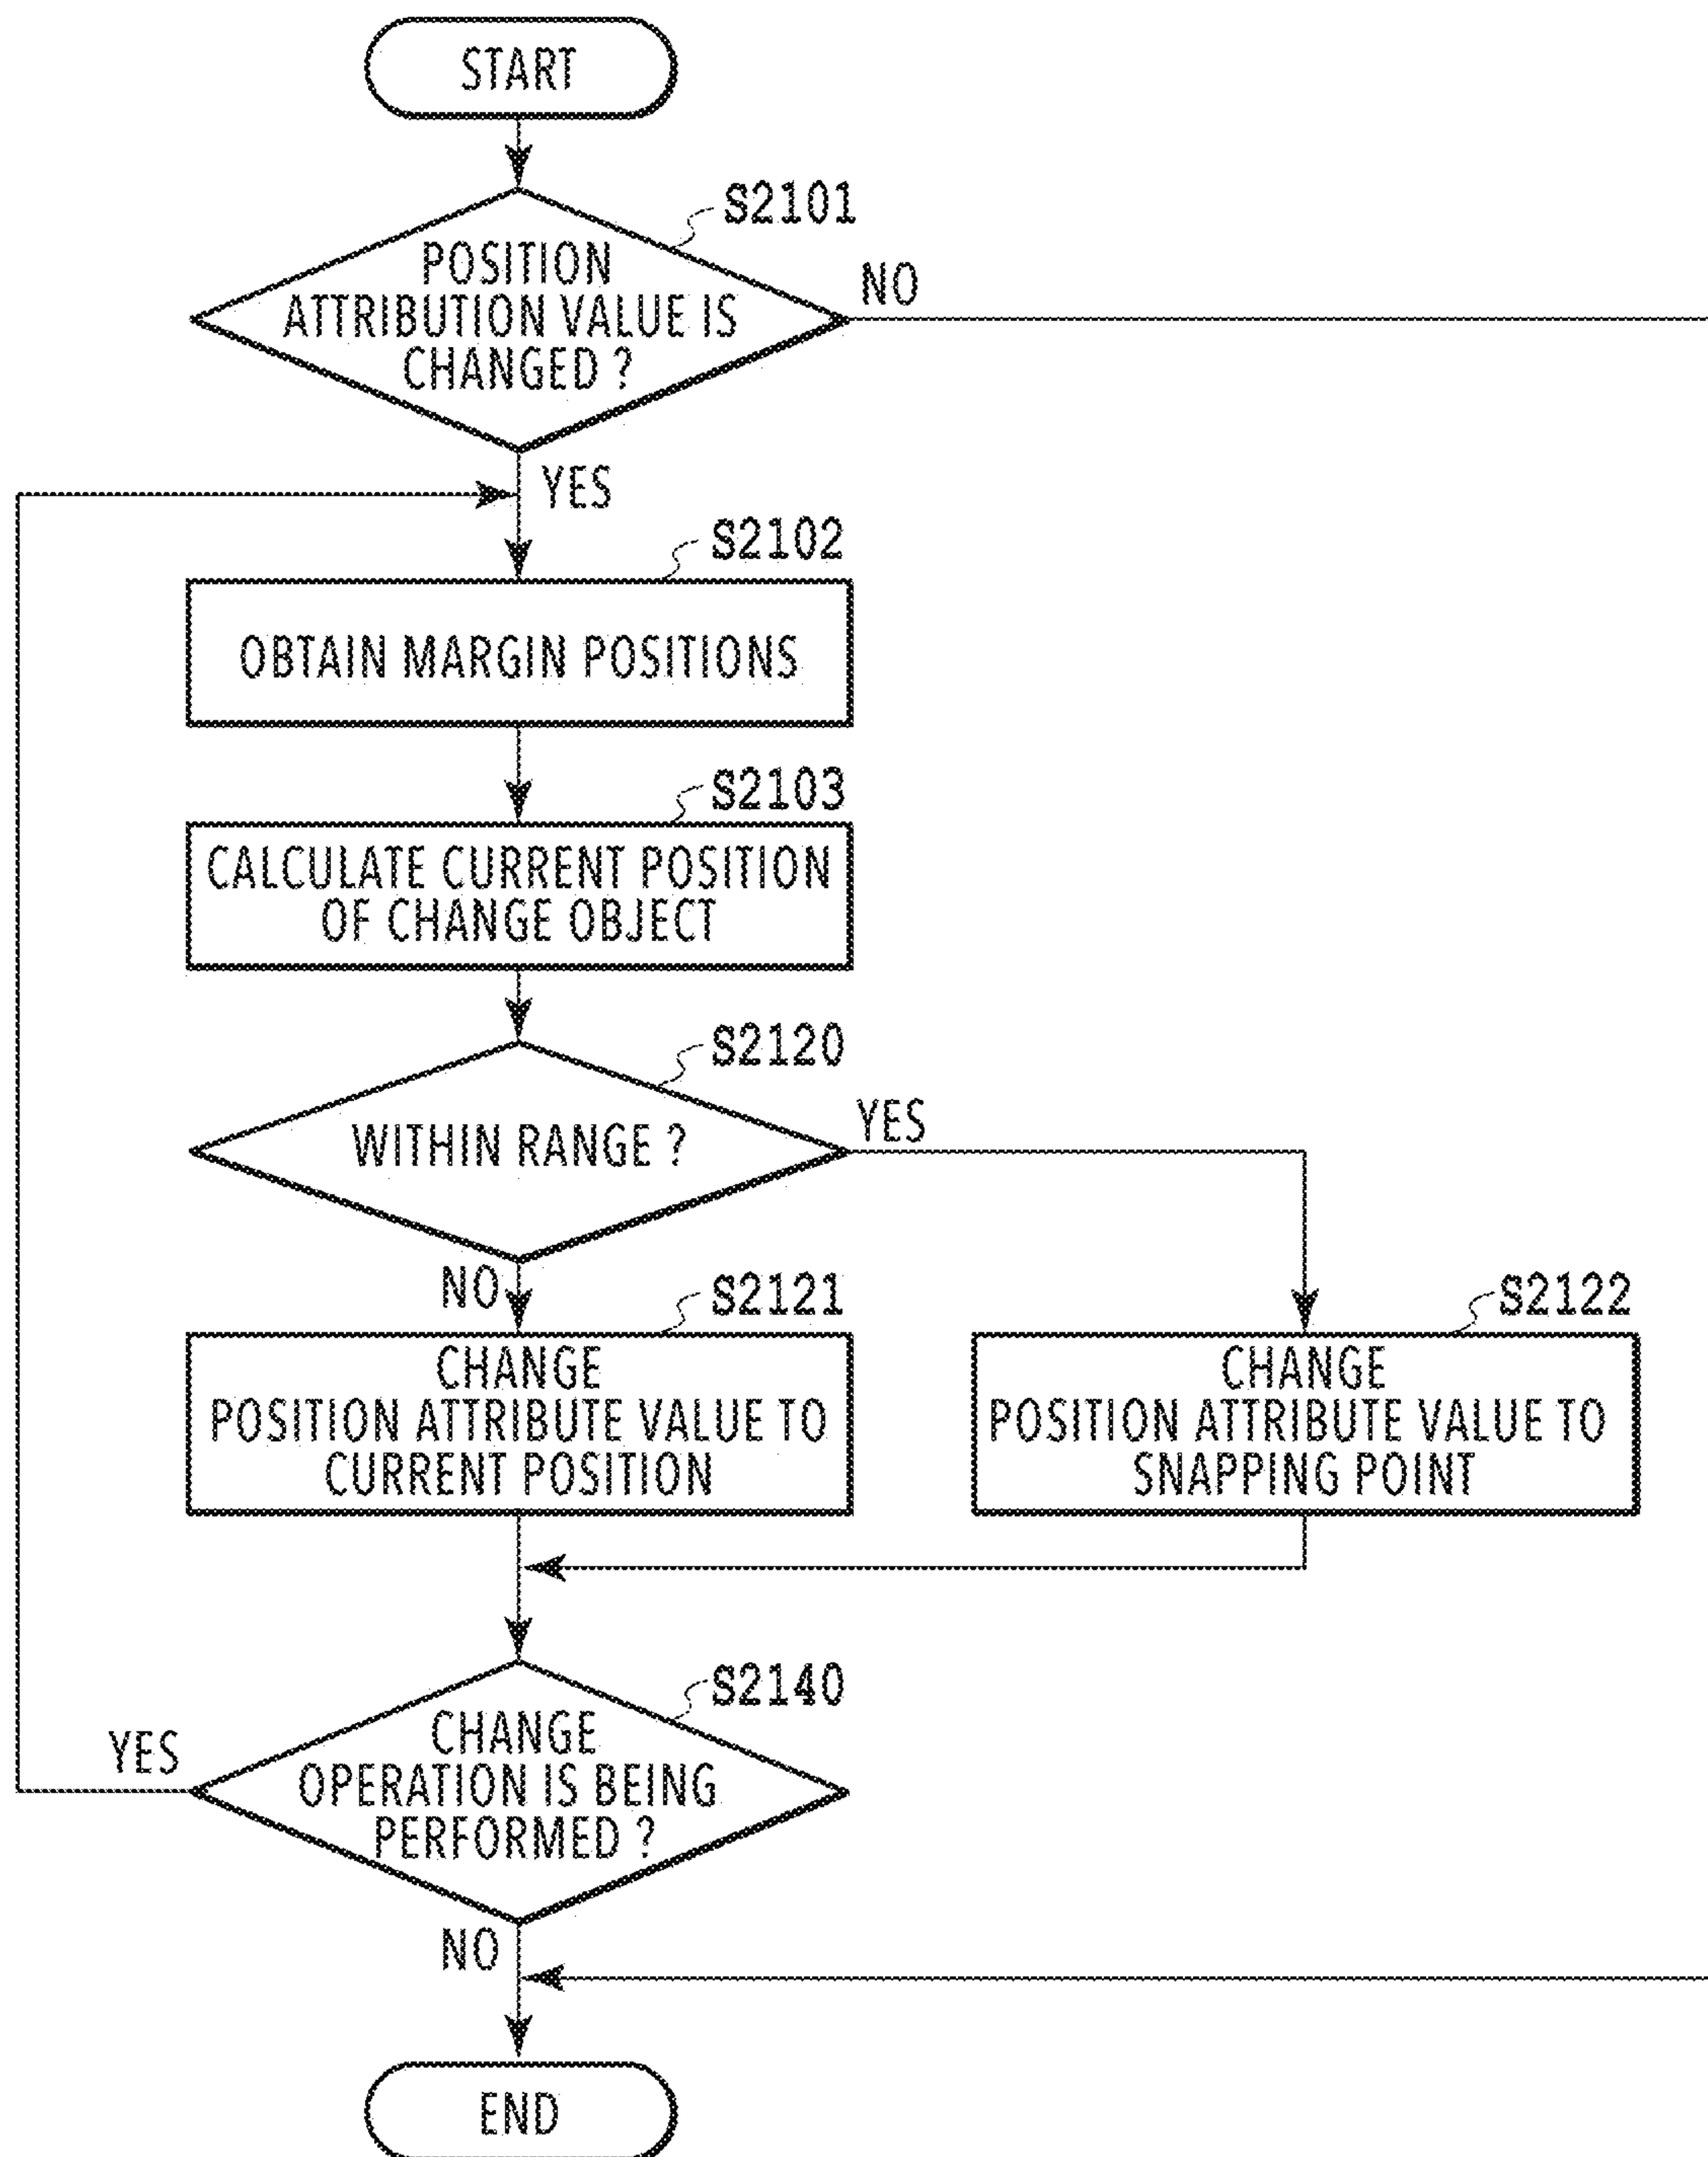 START
S2101
POSITION
ATTRIBUTION VALUE IS
CHANGED ?
NO
YES
S2102
OBTAIN MARGIN POSITIONS
S2103
CALCULATE CURRENT POSITION
OF CHANGE OBJECT
S2120
WITHIN RANGE ?
YES
NO
S2121
CHANGE
POSITION ATTRIBUTE VALUE TO
CURRENT POSITION
S2122
CHANGE
POSITION ATTRIBUTE VALUE TO
SNAPPING POINT
S2140
CHANGE
OPERATION IS BEING
PERFORMED ?
YES
NO
END